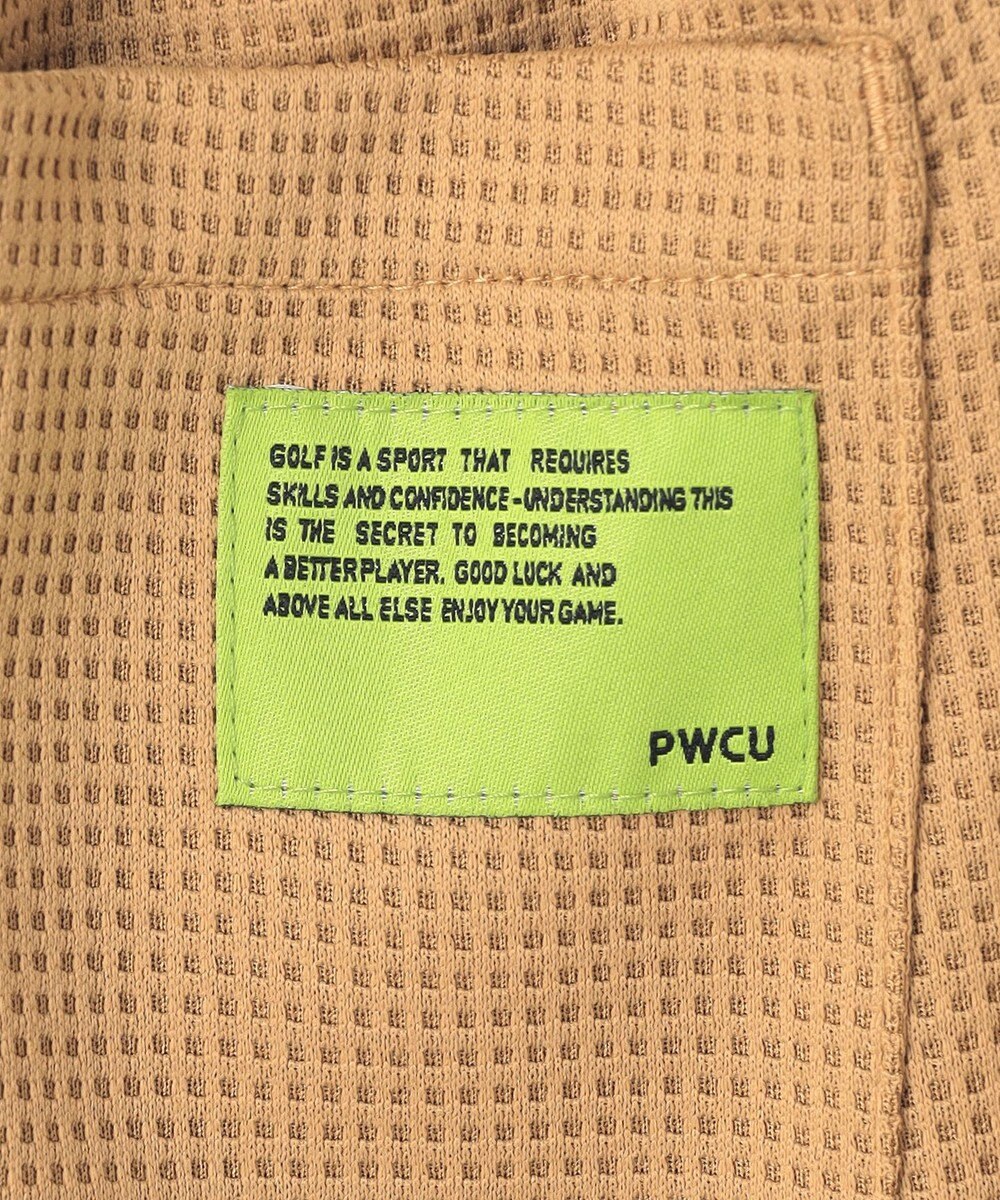 GOLF IS A SPORT THAT REQUIRES
SKILLS AND CONFIDENCE-UNDERSTANDING THIS
IS THE SECRET TO BECOMING
A BETTER PLAYER. GOOD LUCK AND
ABOVE ALL ELSE ENJOY YOUR GAME.
PWCU